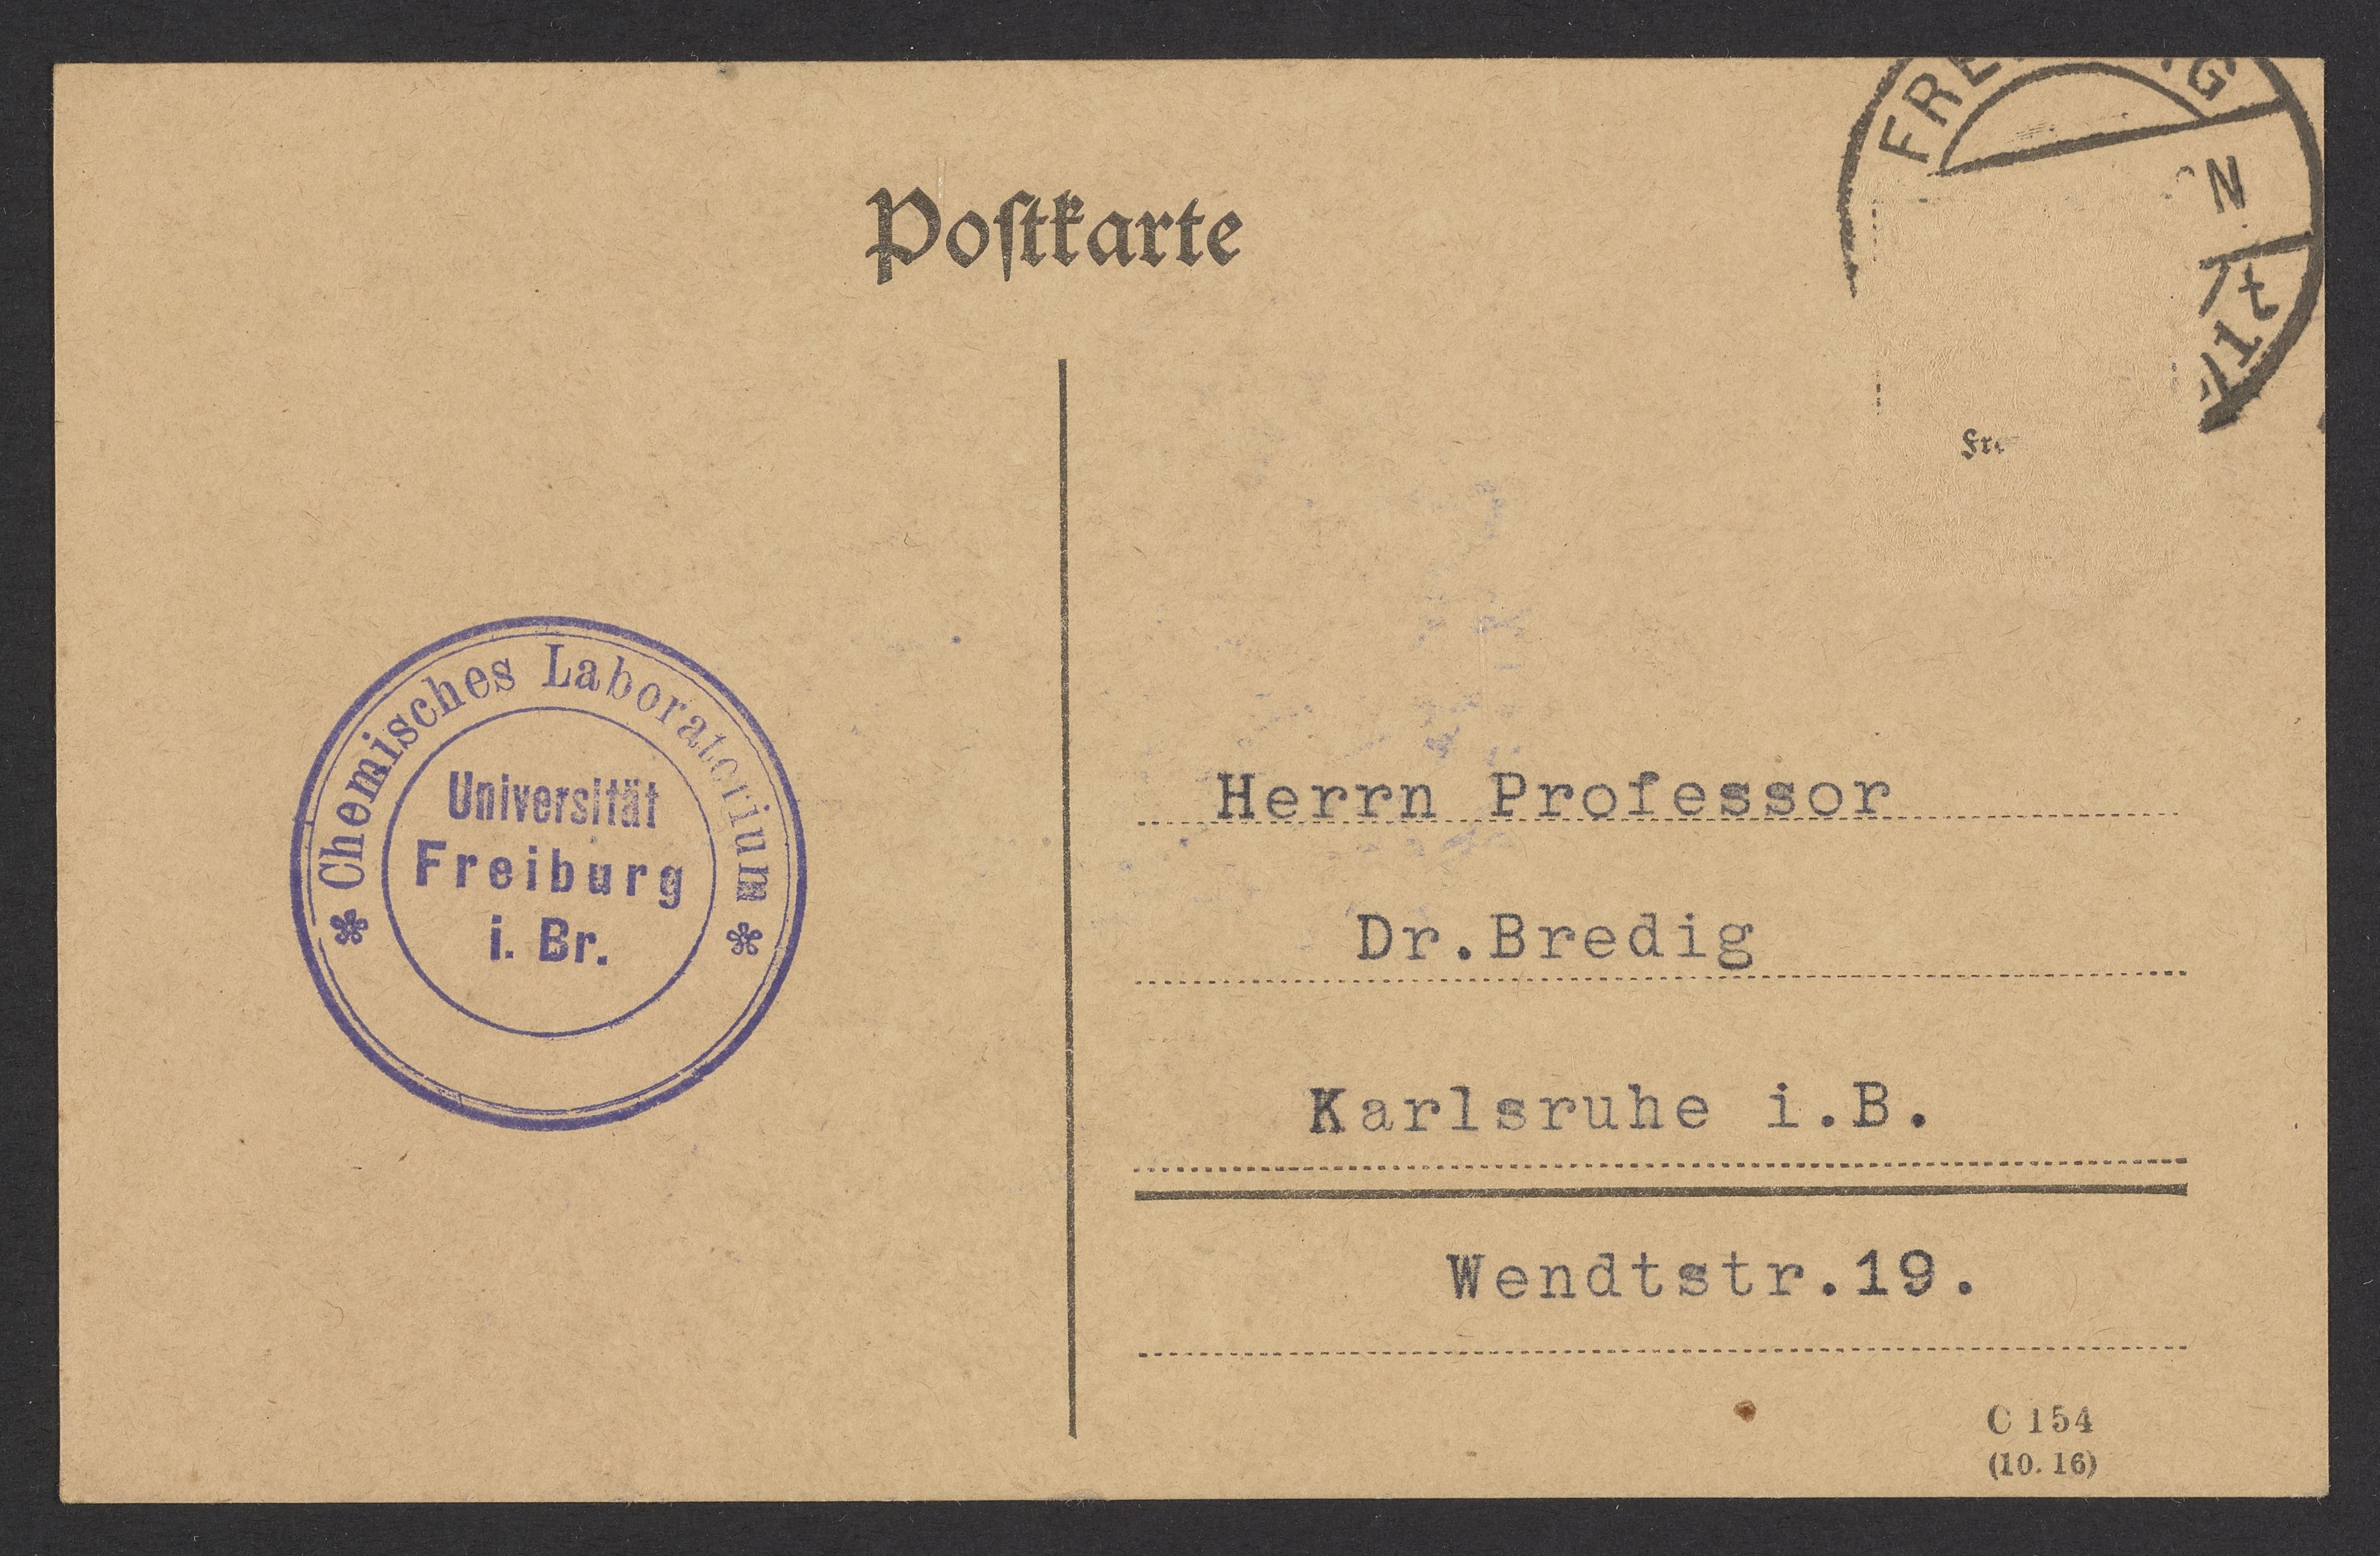 Postkarte
Chemisches Laboratorium
Universität
Freiburg
i. Br.
Herrn Professor
Dr.Bredig
Karlsruhe i.B.
Wendtstr.19.
C 154
(10. 16)